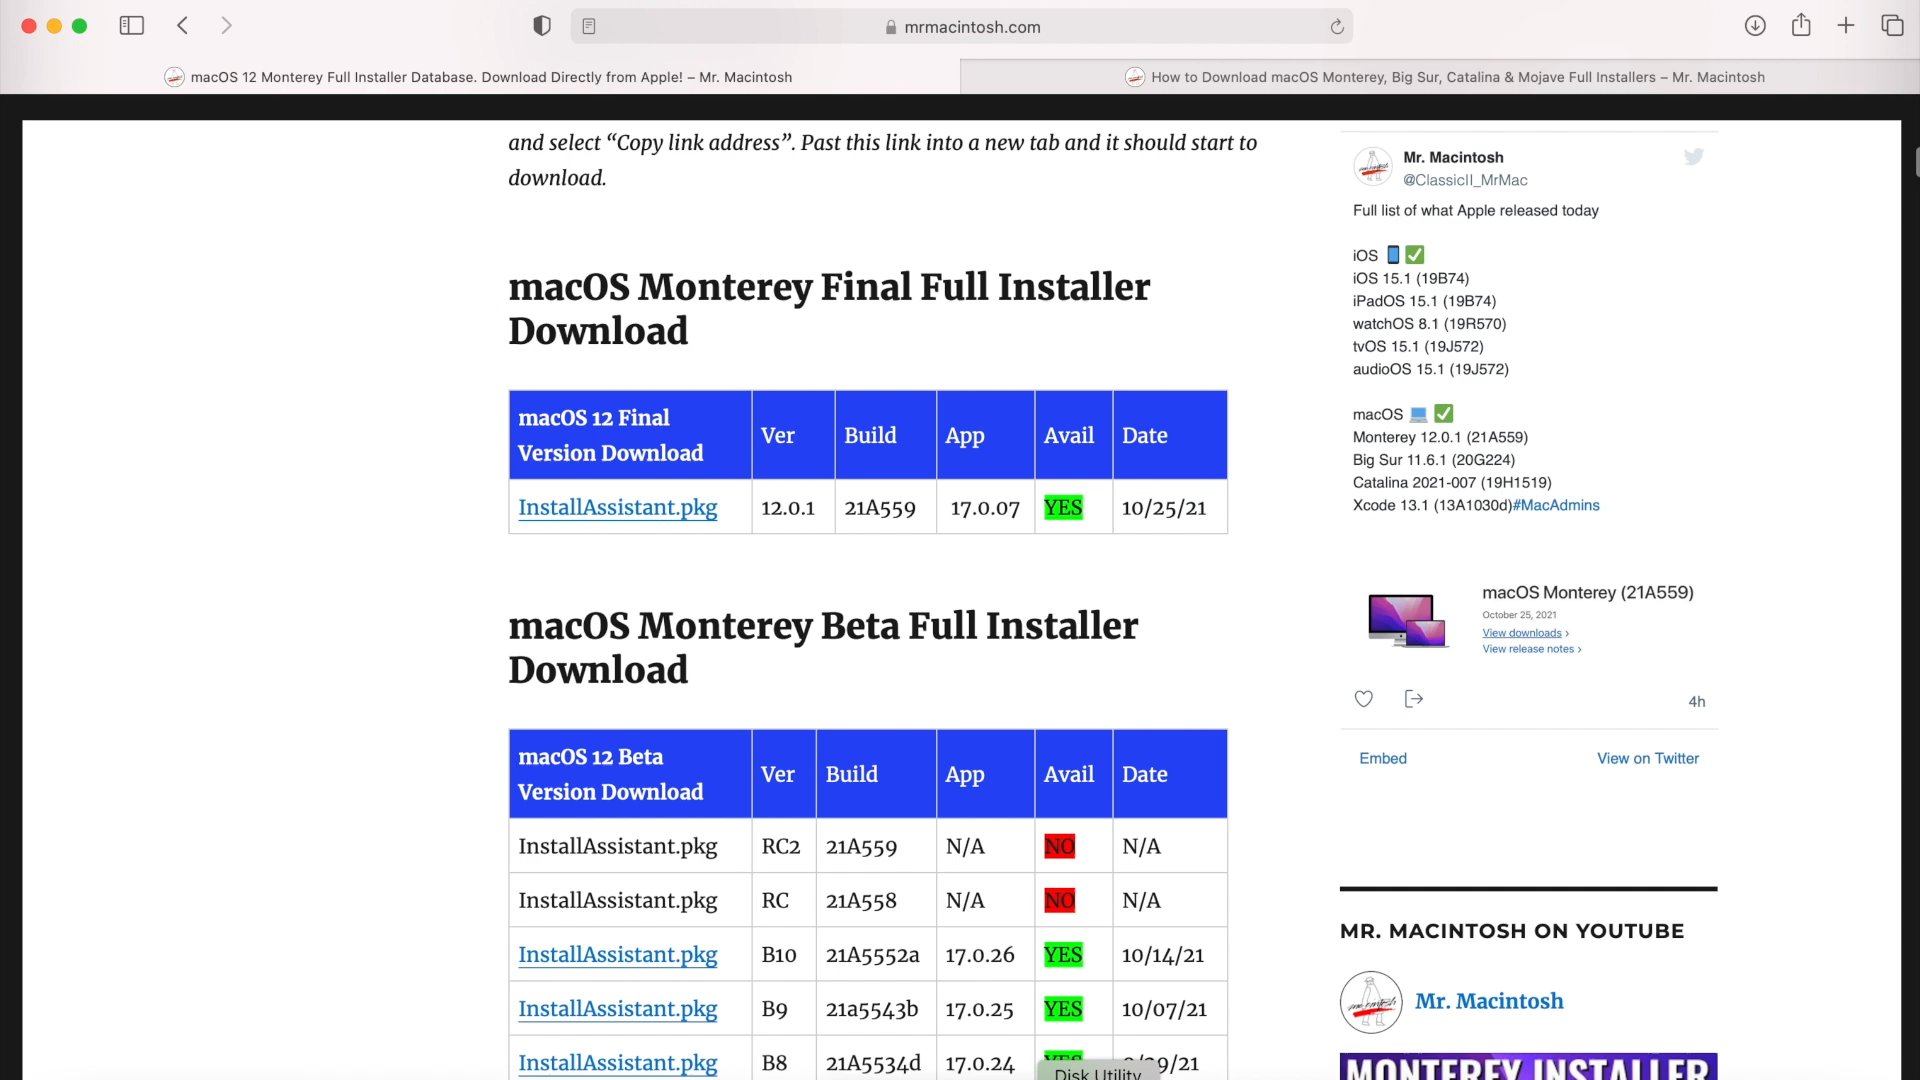 mrmacintosh.com
macOS 12 Monterey Full Installer Database. Download Directly from Apple! – Mr. Macintosh
How to Download macOS Monterey, Big Sur, Catalina & Mojave Full Installers – Mr. Macintosh
and select “Copy link address”. Past this link into a new tab and it should start to
download.
macOS Monterey Final Full Installer
Download
macOS 12 Final
Version Download
Ver
Build
App
Avail
Date
InstallAssistant.pkg 12.0.1 21A559 17.0.07 YES 10/25/21
macOS Monterey Beta Full Installer
Download
macOS 12 Beta
Version Download
Ver
Build
App
Avail
Date
InstallAssistant.pkg RC2 21A559 N/A NO N/A
InstallAssistant.pkg RC 21A558 N/A NO N/A
InstallAssistant.pkg B10 21A5552a 17.0.26 YES 10/14/21
InstallAssistant.pkg B9 21a5543b 17.0.25 YES 10/07/21
InstallAssistant.pkg B8 21A5534d 17.0.24 YES
Disk Utility
Mr. Macintosh
@ClassicII_MrMac
Full list of what Apple released today
iOS
iOS 15.1 (19B74)
iPadOS 15.1 (19B74)
watchOS 8.1 (19R570)
tvOS 15.1 (19J572)
audioOS 15.1 (19J572)
macOS
Monterey 12.0.1 (21A559)
Big Sur 11.6.1 (20G224)
Catalina 2021-007 (19H1519)
Xcode 13.1 (13A1030d)#MacAdmins
macOS Monterey (21A559)
October 25, 2021
View downloads ›
View release notes ›
4h
Embed
View on Twitter
MR. MACINTOSH ON YOUTUBE
Mr. Macintosh
MONTEREY INSTALLER